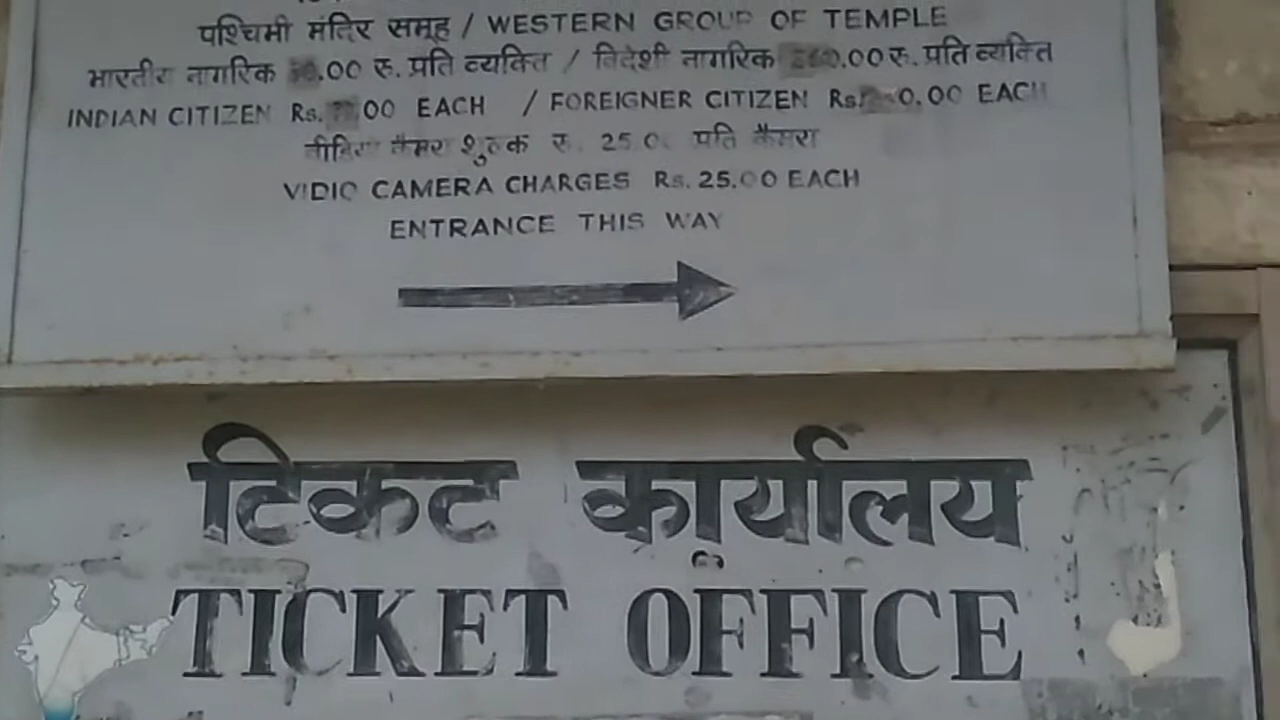 पश्चिमी मंदिर समूह / WESTERN GROUP OF TEMPLE
भारतीय नागरिक .00 रु. प्रति व्यक्ति / विदेशी नागरिक 0.00 रु. प्रति व्यक्ति
INDIAN CITIZEN Rs. 00 EACH / FOREIGNER CITIZEN Rs. 0.00 EACH
कैमरा शुल्क रु. 25.0 प्रति कैमरा
VIDIO CAMERA CHARGES Rs. 25.00 EACH
ENTRANCE THIS WAY
टिकट कार्यालय
TICKET OFFICE